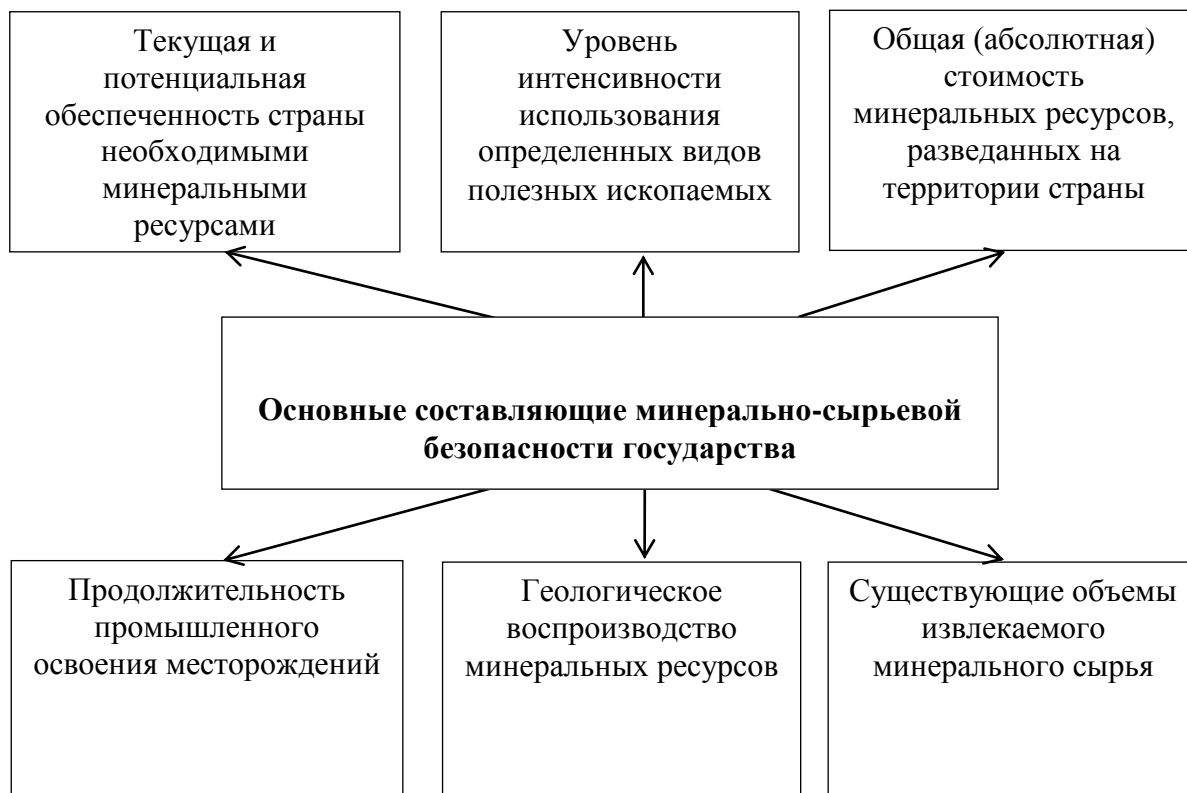 Текущая и
потенциальная
обеспеченность страны
необходимыми
минеральными
ресурсами
Уровень
интенсивности
использования
определенных видов
полезных ископаемых
Общая (абсолютная)
стоимость
минеральных ресурсов,
разведанных на
территории страны
Основные составляющие минерально-сырьевой
безопасности государства
Продолжительность
промышленного
освоения месторождений
Геологическое
воспроизводство
минеральных ресурсов
Существующие объемы
извлекаемого
минерального сырья